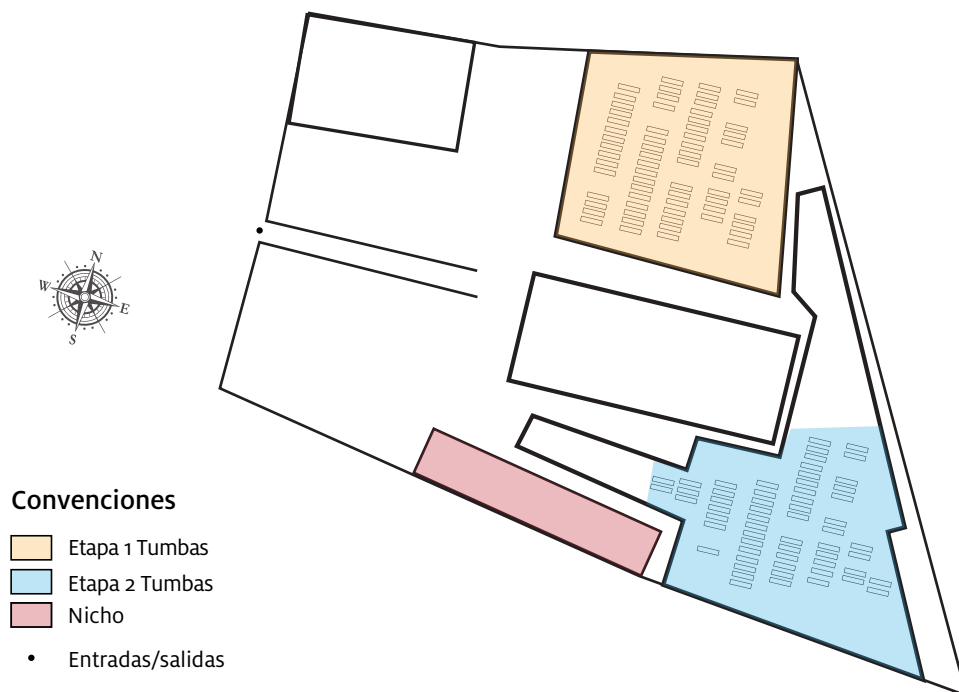 N
W
E
S
Convenciones
Etapa 1 Tumbas
Etapa 2 Tumbas
Nicho
Entradas/salidas